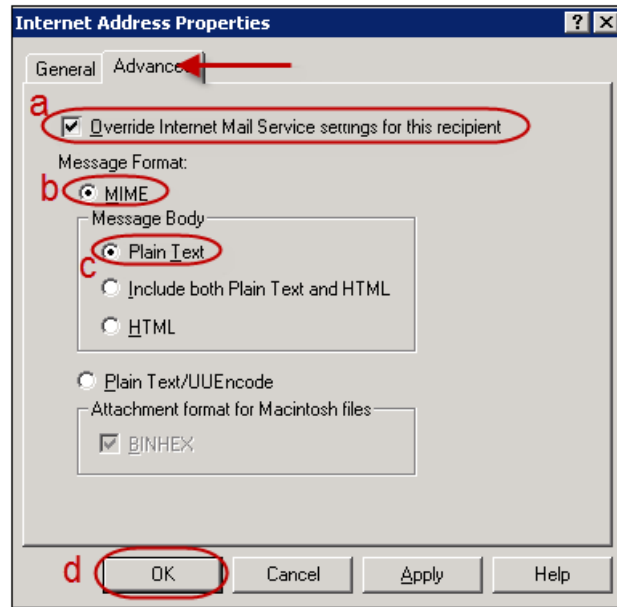 Internet Address Properties
General Advanced
a
Override Internet Mail Service settings for this recipient
Message Format:
b MIME
Message Body
c Plain Text
Include both Plain Text and HTML
HTML
Plain Text/UUEncode
Attachment format for Macintosh files
BINHEX
d OK Cancel Apply Help